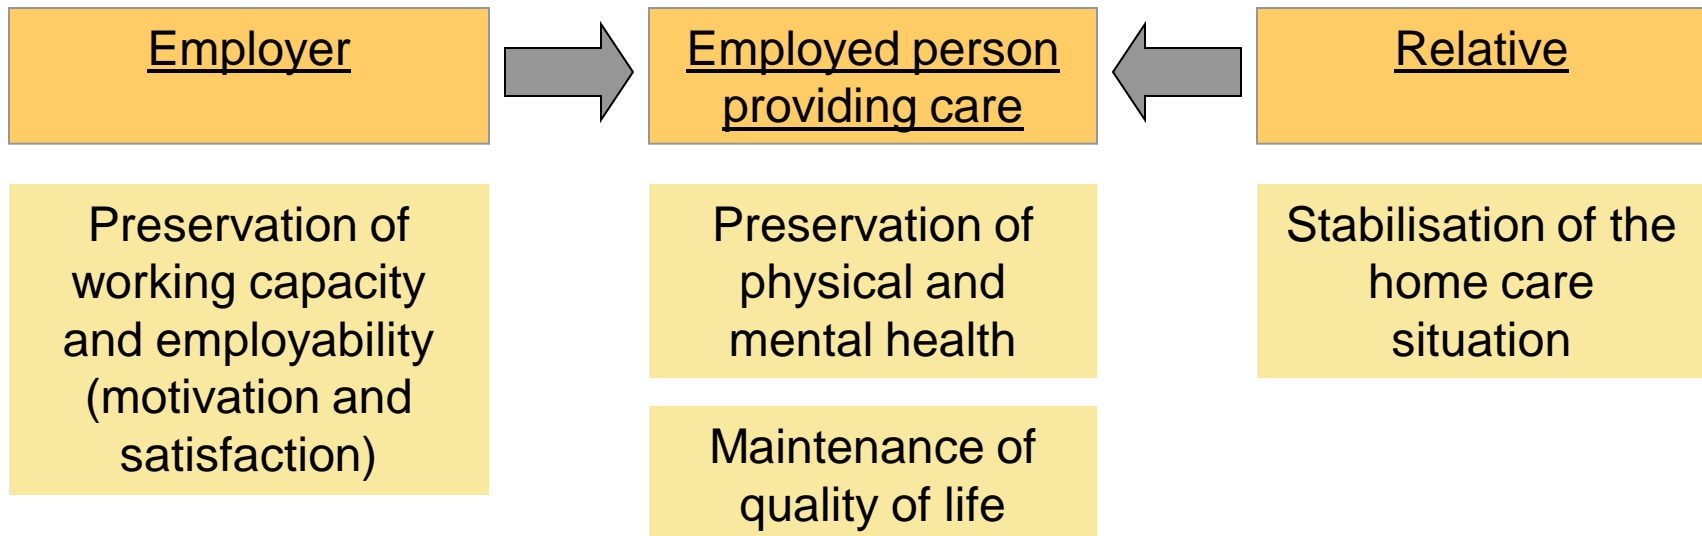 Employer
Employed person
providing care
Relative
Preservation of
working capacity
and employability
(motivation and
satisfaction)
Preservation of
physical and
mental health
Maintenance of
quality of life
Stabilisation of the
home care
situation